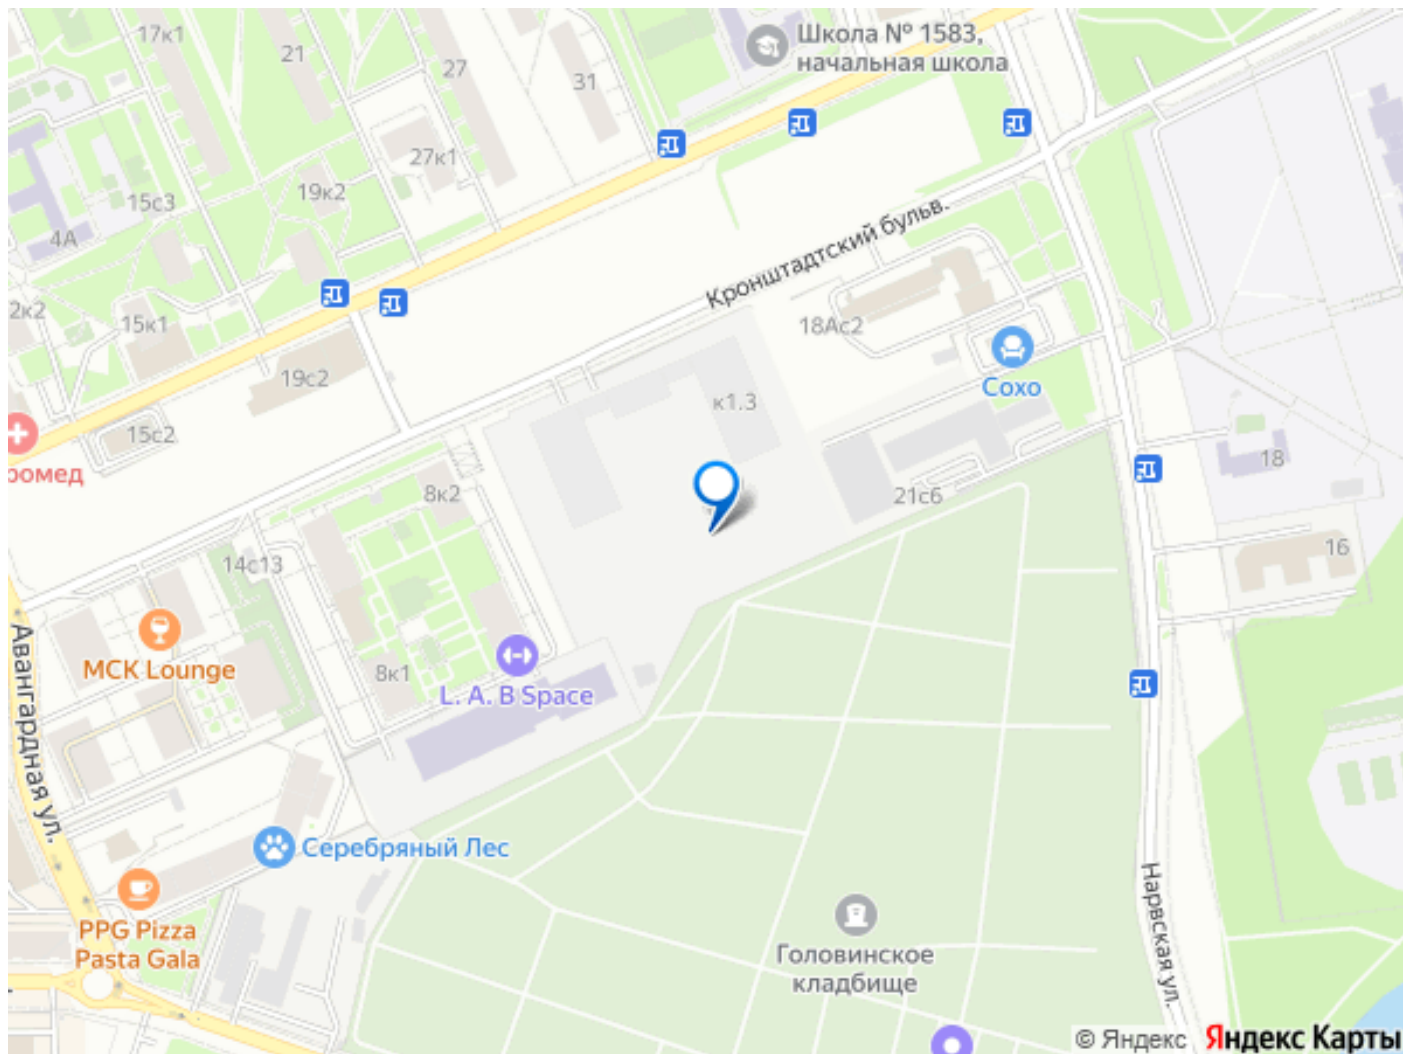 17к1
21
27
31
Школа № 1583,
начальная школа
27к1
19к2
15с3
4А
2к2
15к1
19с2
15с2
ромед
Кронштадтский бульв.
18Ас2
Сохо
к1.3
8к2
21с6
18
16
14с13
MCK Lounge
8к1
L. A. B Space
Авангардная ул.
Серебряный Лес
PPG Pizza
Pasta Gala
Головинское
кладбище
Нарвская ул.
© Яндекс Яндекс Карты